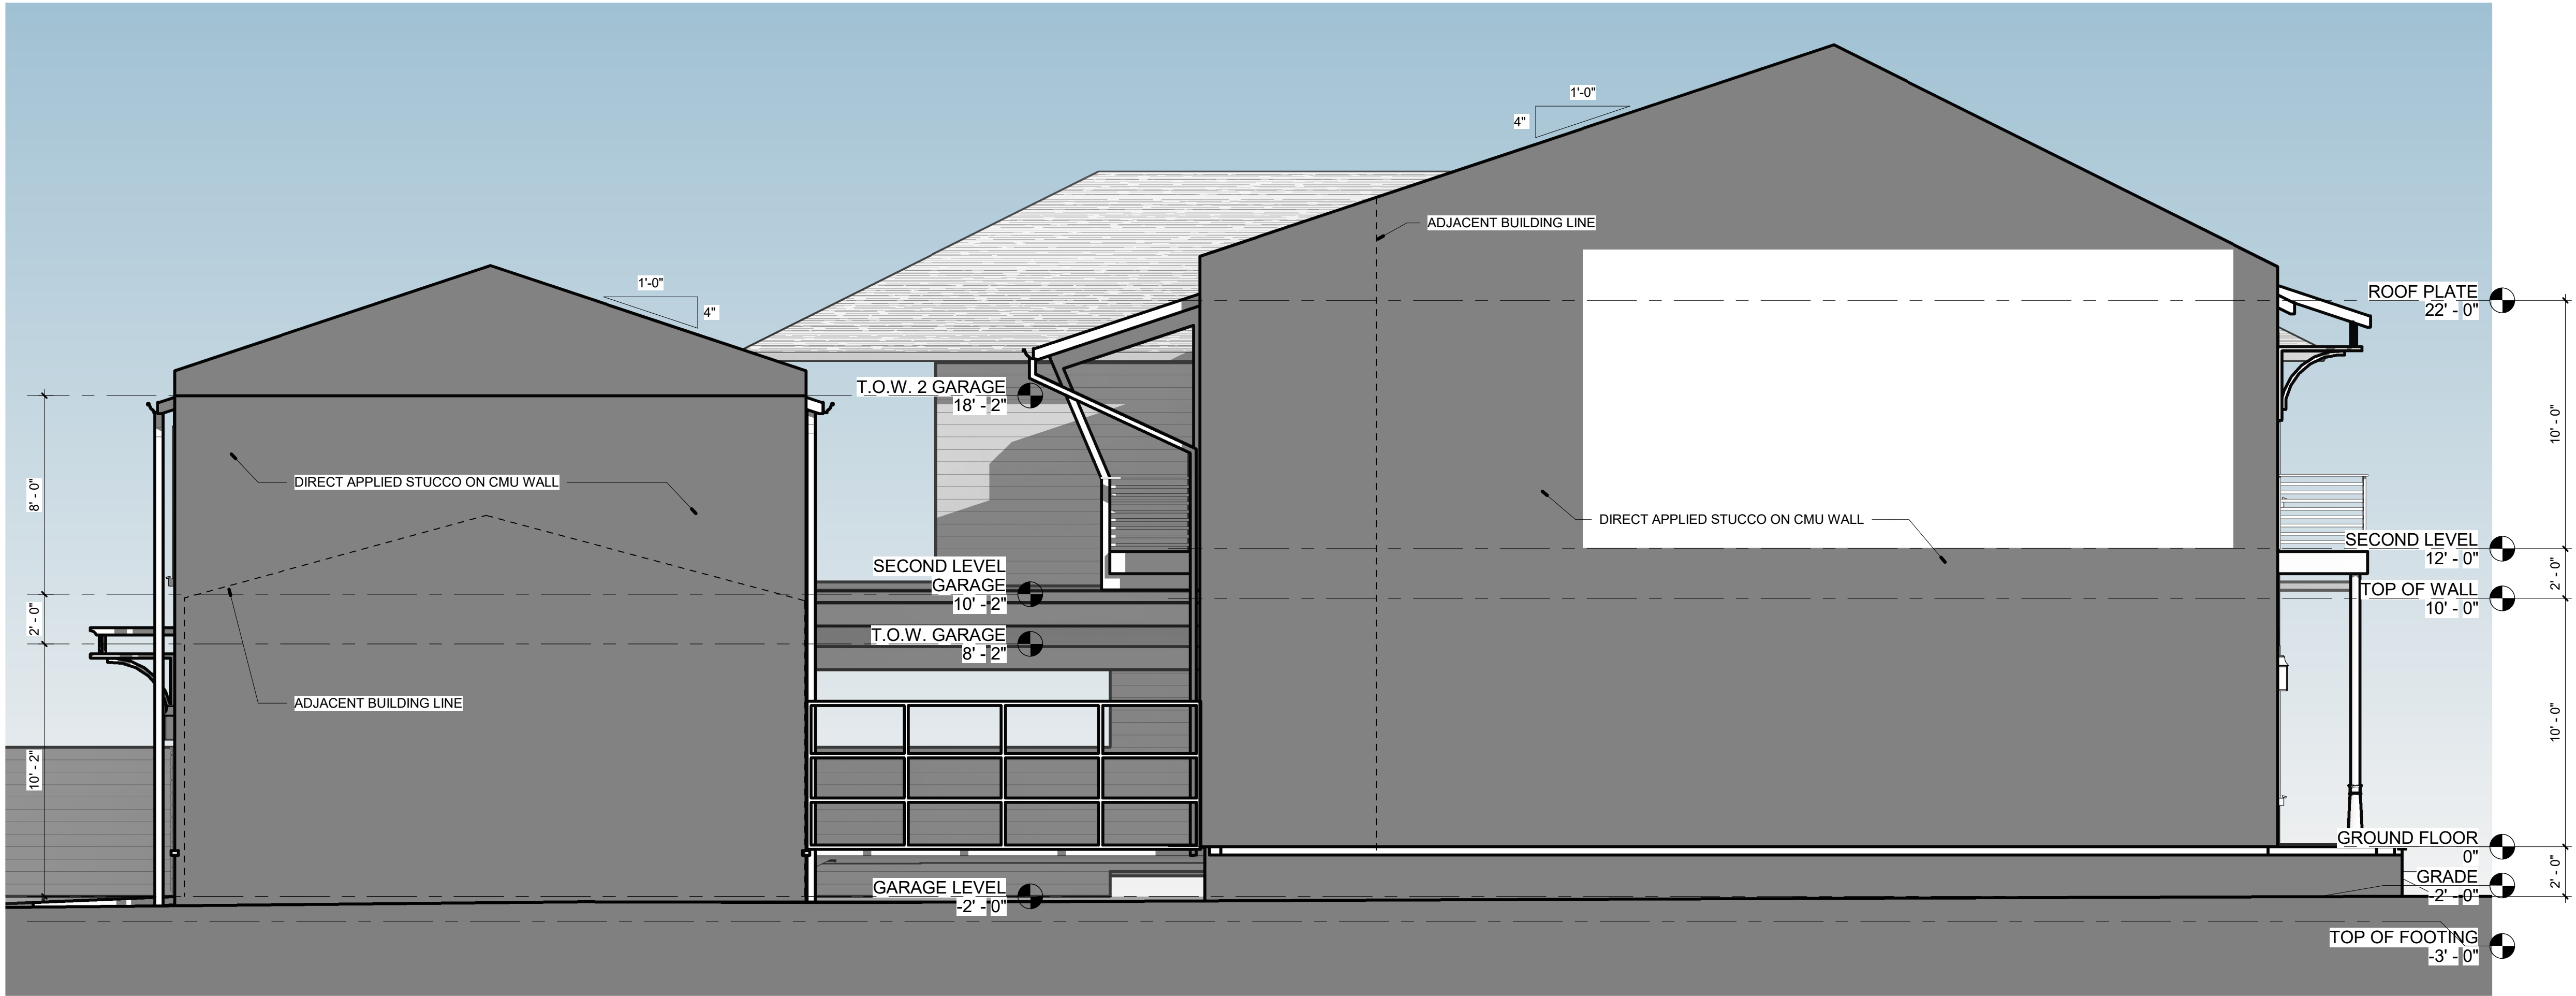 1'-0"
4"
ADJACENT BUILDING LINE
1'-0"
4"
ROOF PLATE
22' - 0"
T.O.W. 2 GARAGE
18' - 2"
10' - 0"
8' - 0"
DIRECT APPLIED STUCCO ON CMU WALL
DIRECT APPLIED STUCCO ON CMU WALL
SECOND LEVEL
12' - 0"
2' - 0"
SECOND LEVEL
GARAGE
10' - 2"
TOP OF WALL
10' - 0"
2' - 0"
T.O.W. GARAGE
8' - 2"
ADJACENT BUILDING LINE
10' - 0"
10' - 2"
GROUND FLOOR
0"
GARAGE LEVEL
-2' - 0"
GRADE
-2' - 0"
2' - 0"
TOP OF FOOTING
-3' - 0"